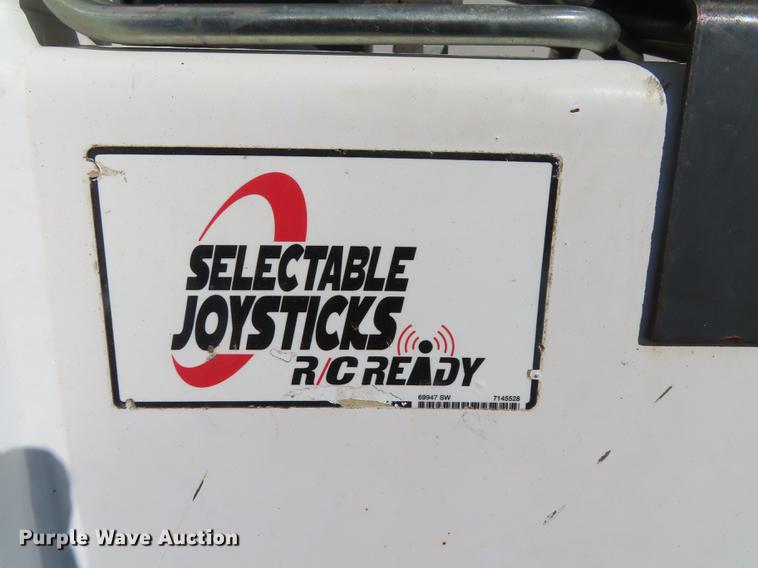 SELECTABLE
JOYSTICKS
R/C READY
69947 SW 7145528
Purple Wave Auction